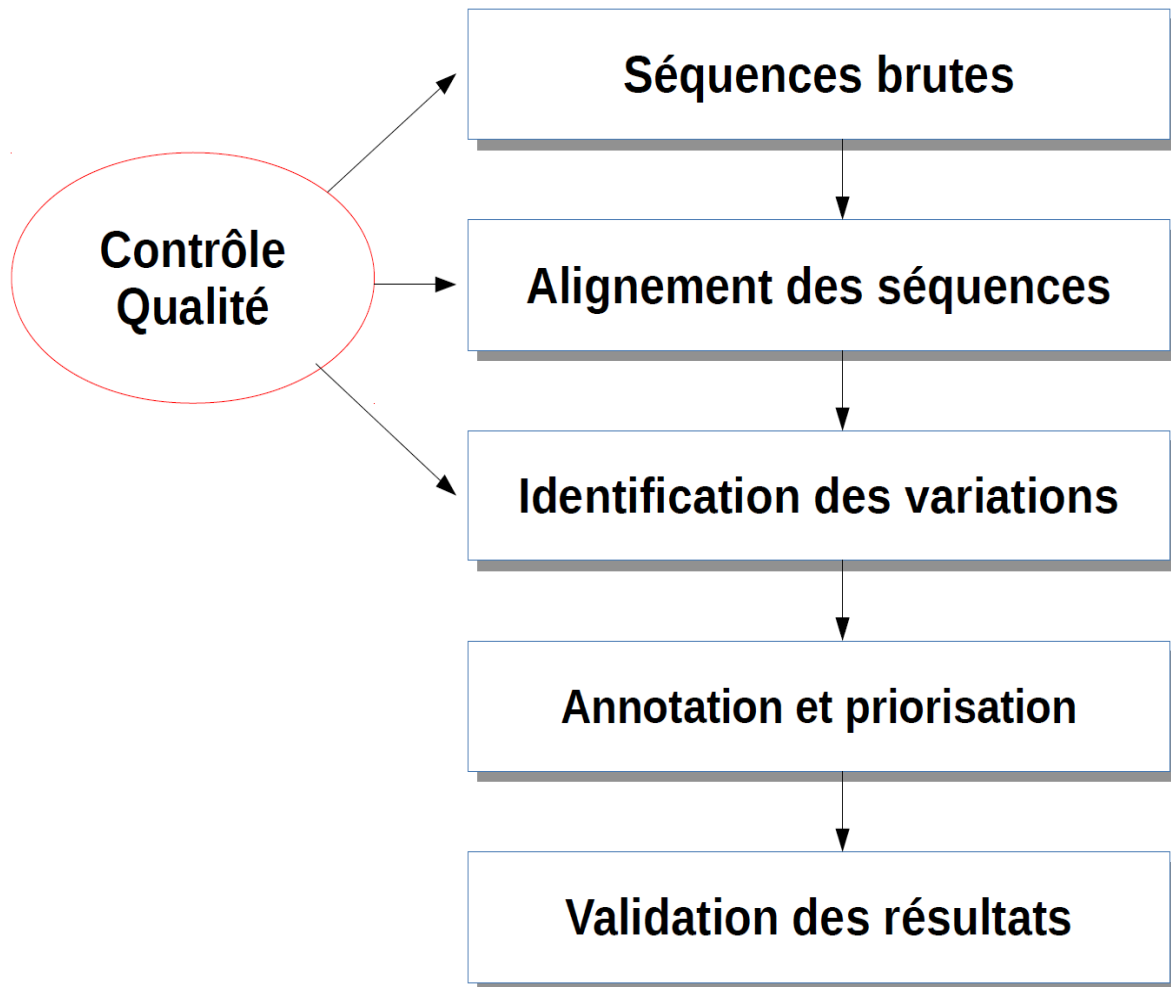 Séquences brutes
Contrôle
Qualité
Alignement des séquences
Identification des variations
Annotation et priorisation
Validation des résultats